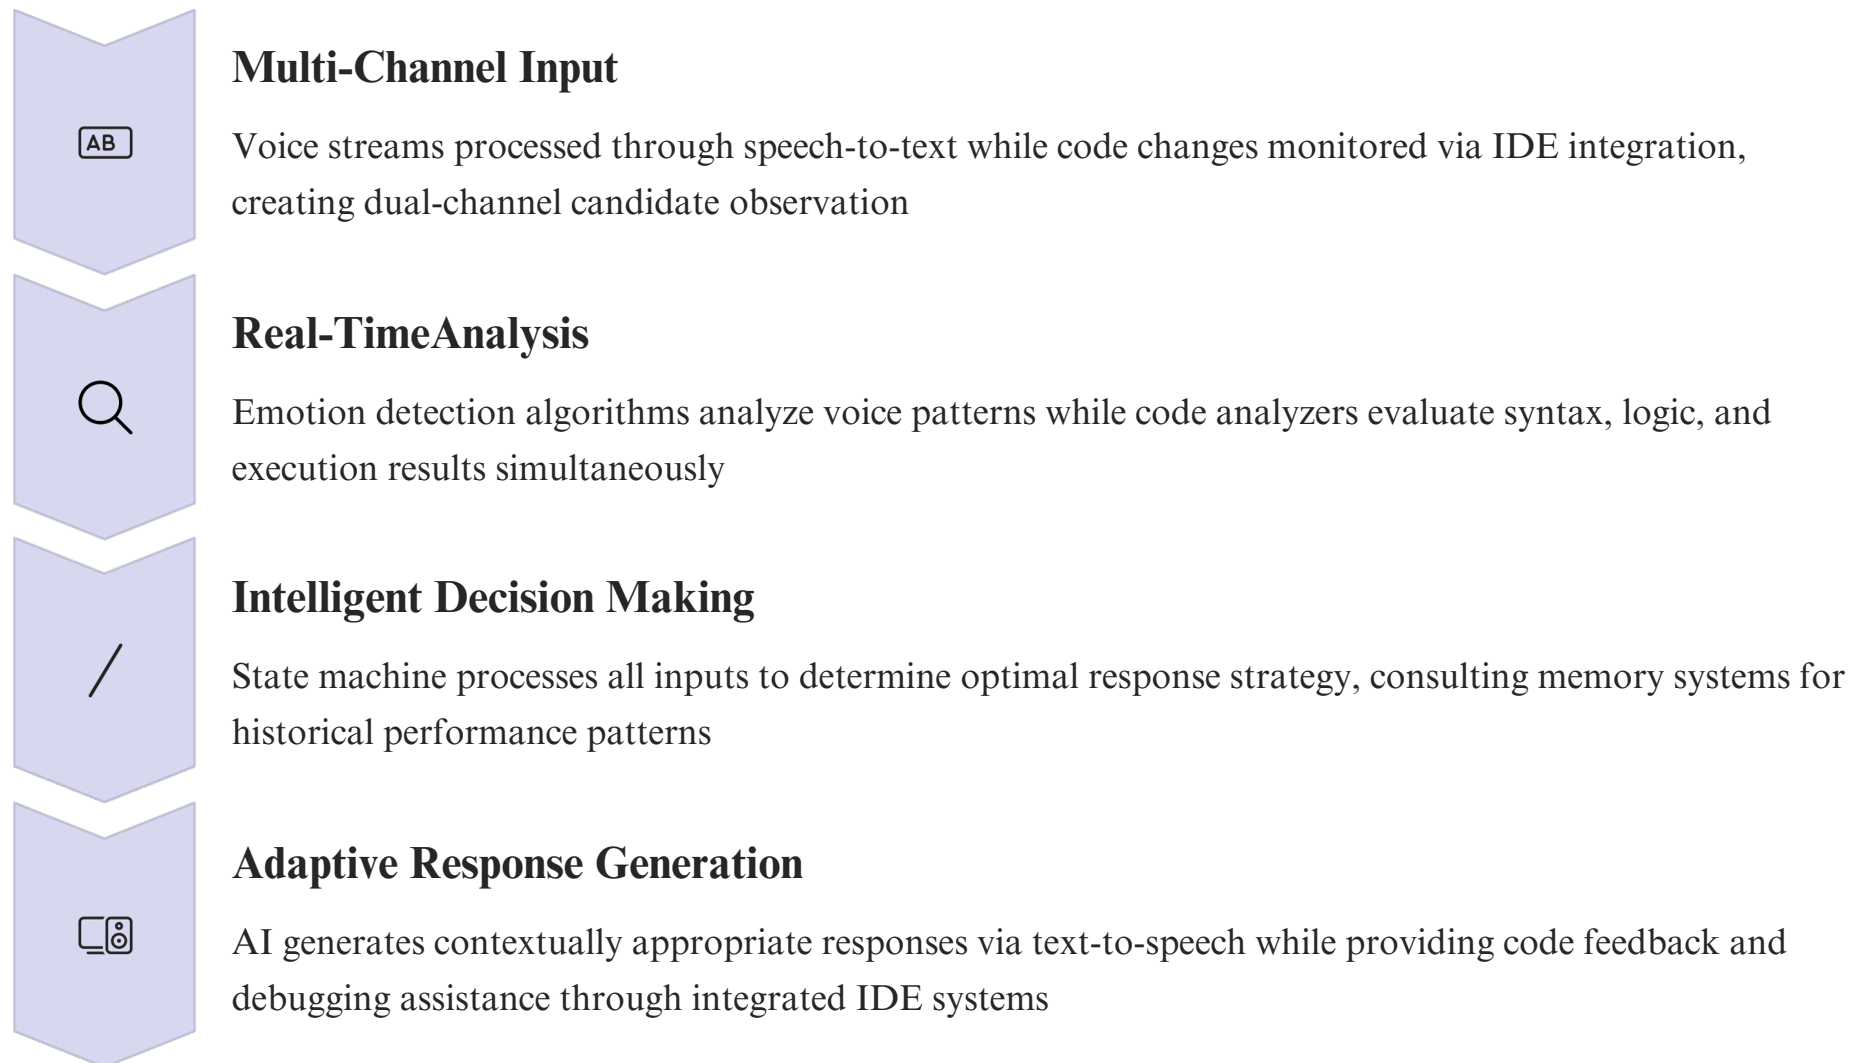 Multi-Channel Input
AB
Voice streams processed through speech-to-text while code changes monitored via IDE integration,
creating dual-channel candidate observation
Real-TimeAnalysis
Emotion detection algorithms analyze voice patterns while code analyzers evaluate syntax, logic, and
execution results simultaneously
Intelligent Decision Making
State machine processes all inputs to determine optimal response strategy, consulting memory systems for
historical performance patterns
Adaptive Response Generation
AI generates contextually appropriate responses via text-to-speech while providing code feedback and
debugging assistance through integrated IDE systems